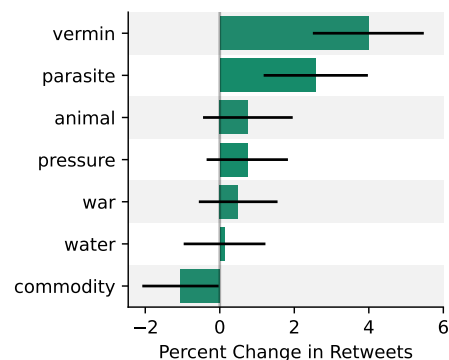 vermin
parasite
animal
pressure
war
water
commodity
−2 0 2 4 6
Percent Change in Retweets